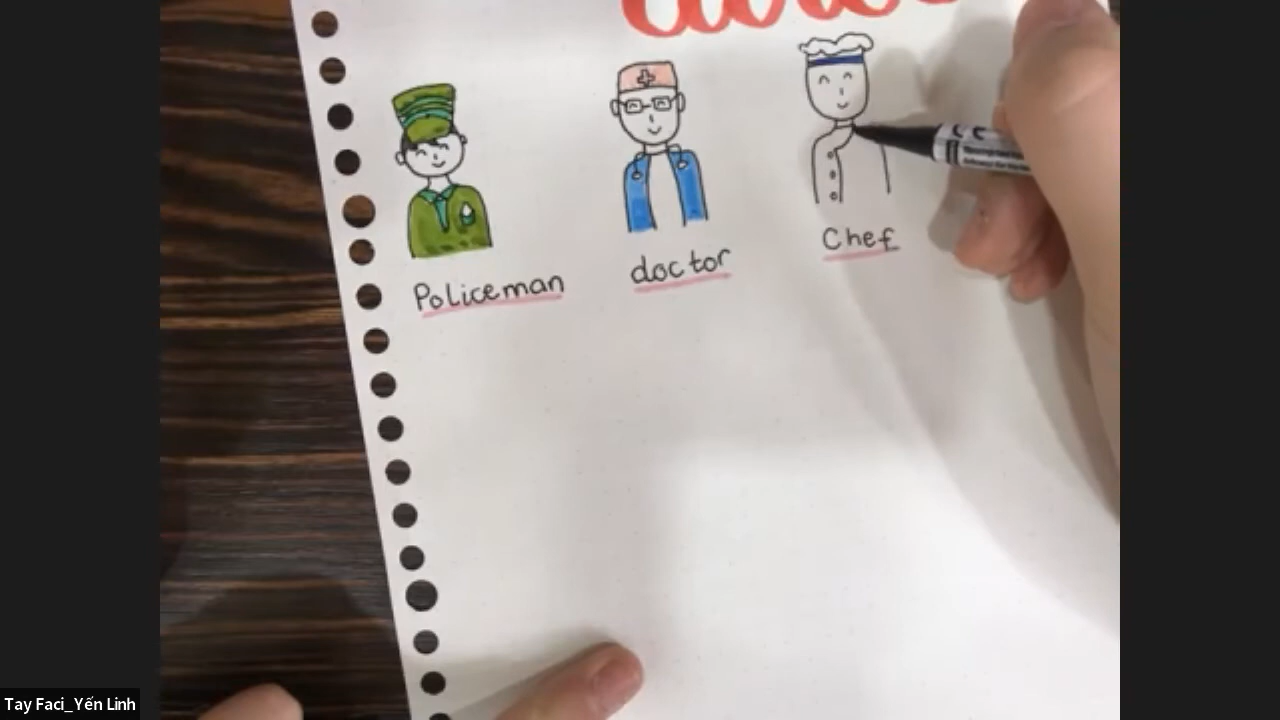 Policeman
doctor
Chef
Tay Faci_Yến Linh